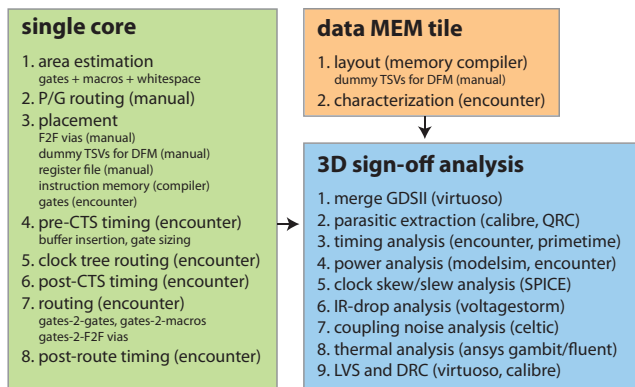 single core
1. area estimation
gates + macros + whitespace
2. P/G routing (manual)
3. placement
F2F vias (manual)
dummy TSVs for DFM (manual)
register file (manual)
instruction memory (compiler)
gates (encounter)
4. pre-CTS timing (encounter)
buffer insertion, gate sizing
5. clock tree routing (encounter)
6. post-CTS timing (encounter)
7. routing (encounter)
gates-2-gates, gates-2-macros
gates-2-F2F vias
8. post-route timing (encounter)
data MEM tile
1. layout (memory compiler)
dummy TSVs for DFM (manual)
2. characterization (encounter)
3D sign-off analysis
1. merge GDSII (virtuoso)
2. parasitic extraction (calibre, QRC)
3. timing analysis (encounter, primetime)
4. power analysis (modelsim, encounter)
5. clock skew/slew analysis (SPICE)
6. IR-drop analysis (voltagestorm)
7. coupling noise analysis (celtic)
8. thermal analysis (ansys gambit/fluent)
9. LVS and DRC (virtuoso, calibre)